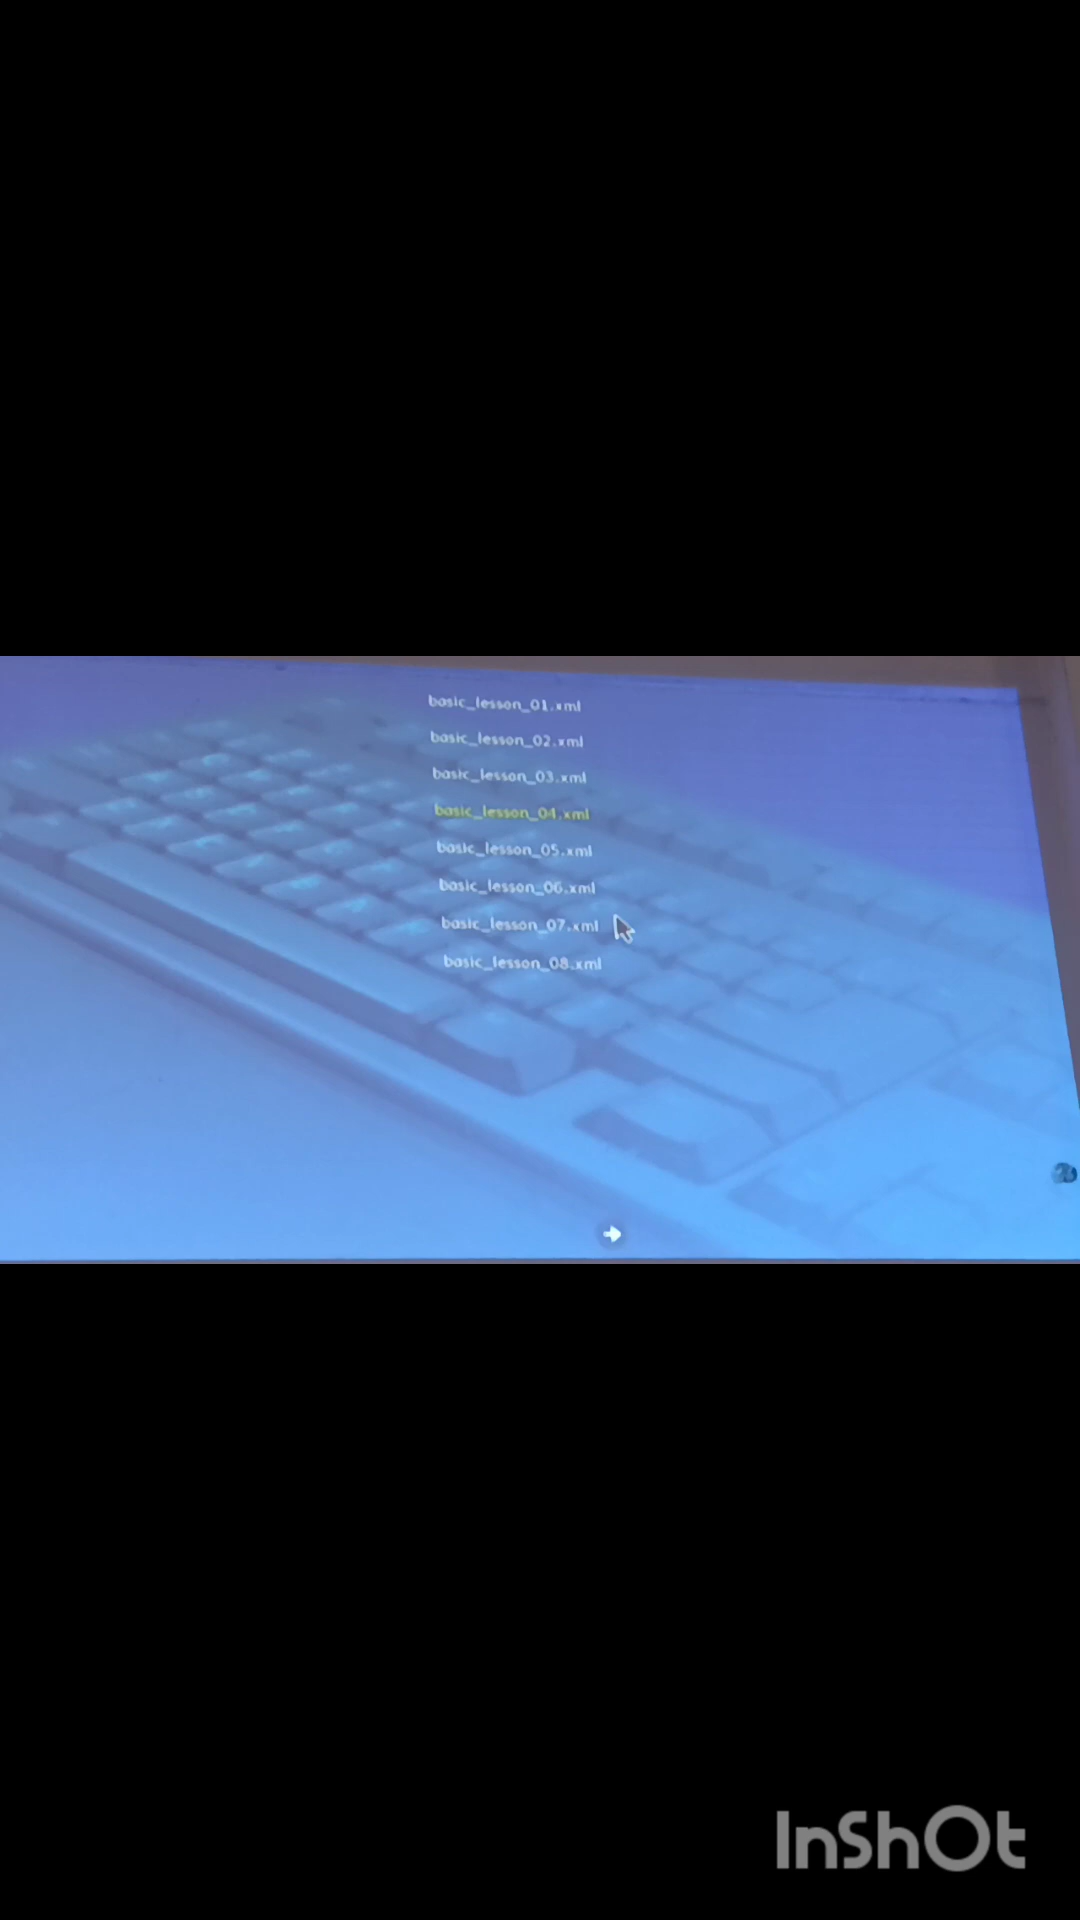 basic_lesson_01.xml
basic_lesson_02.xml
basic_lesson_03.xml
basic_lesson_04.xml
basic_lesson_05.xml
basic_lesson_06.xml
basic_lesson_07.xml
basic_lesson_08.xml
InShOt